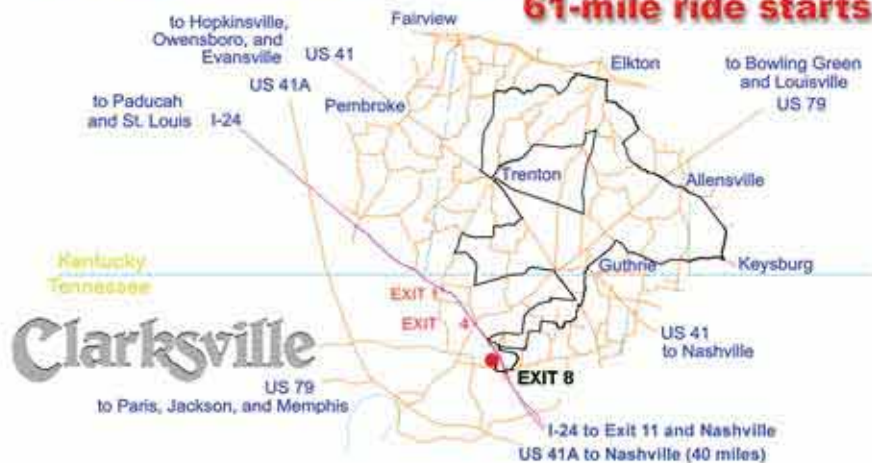 61-mile ride starts
Fairview
to Hopkinsville,
Owensboro, and
Evansville
US 41
Elkton
to Bowling Green
and Louisville
US 79
US 41A
to Paducah
and St. Louis
I-24
Pembroke
Trenton
Allensville
Kentucky
Tennessee
Guthrie
Keysburg
EXIT 1
EXIT 4
Clarksville
US 41
to Nashville
EXIT 8
US 79
to Paris, Jackson, and Memphis
I-24 to Exit 11 and Nashville
US 41A to Nashville (40 miles)